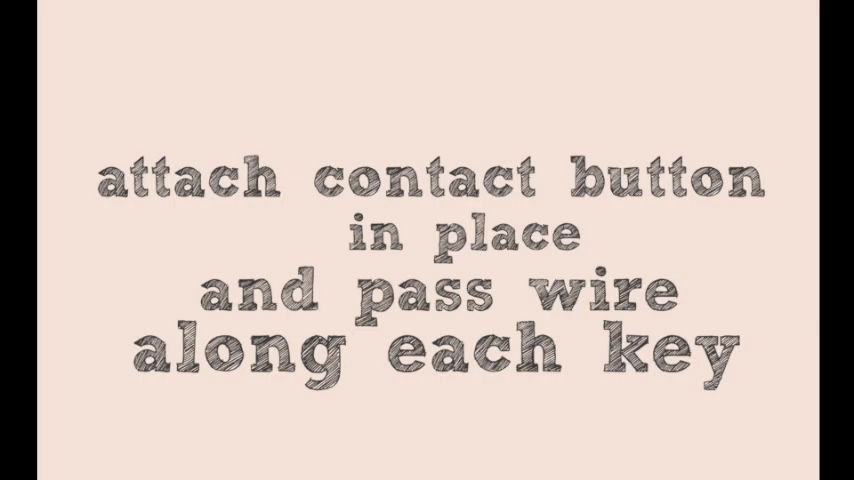 attach contact button
in place
and pass wire
along each key